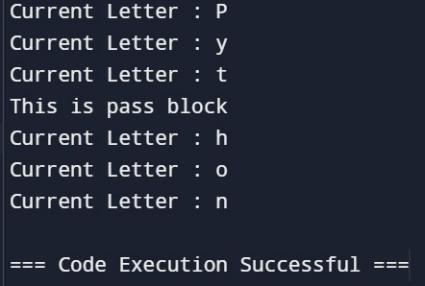 Current Letter : P
Current Letter : y
Current Letter : t
This is pass block
Current Letter : h
Current Letter : o
Current Letter : n
=== Code Execution Successful ===